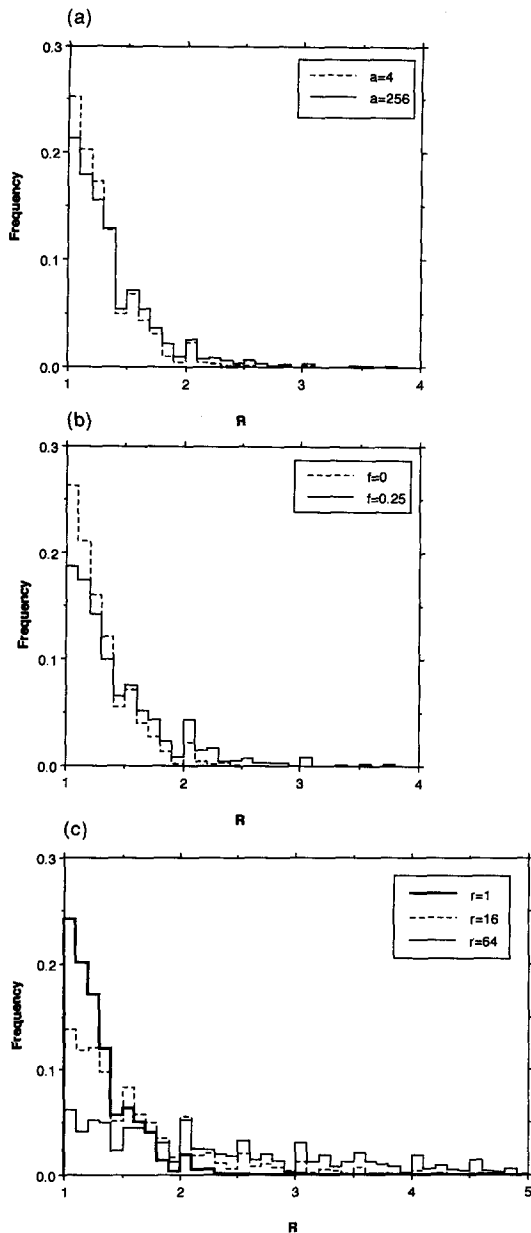 (a)
0.3
0.2
0.1
0.0
Frequency
a=4
a=256
1 2 3 4
R
(b)
0.3
0.2
0.1
0.0
Frequency
f=0
f=0.25
1 2 3 4
R
(c)
0.3
0.2
0.1
0.0
Frequency
r=1
r=16
r=64
1 2 3 4 5
R